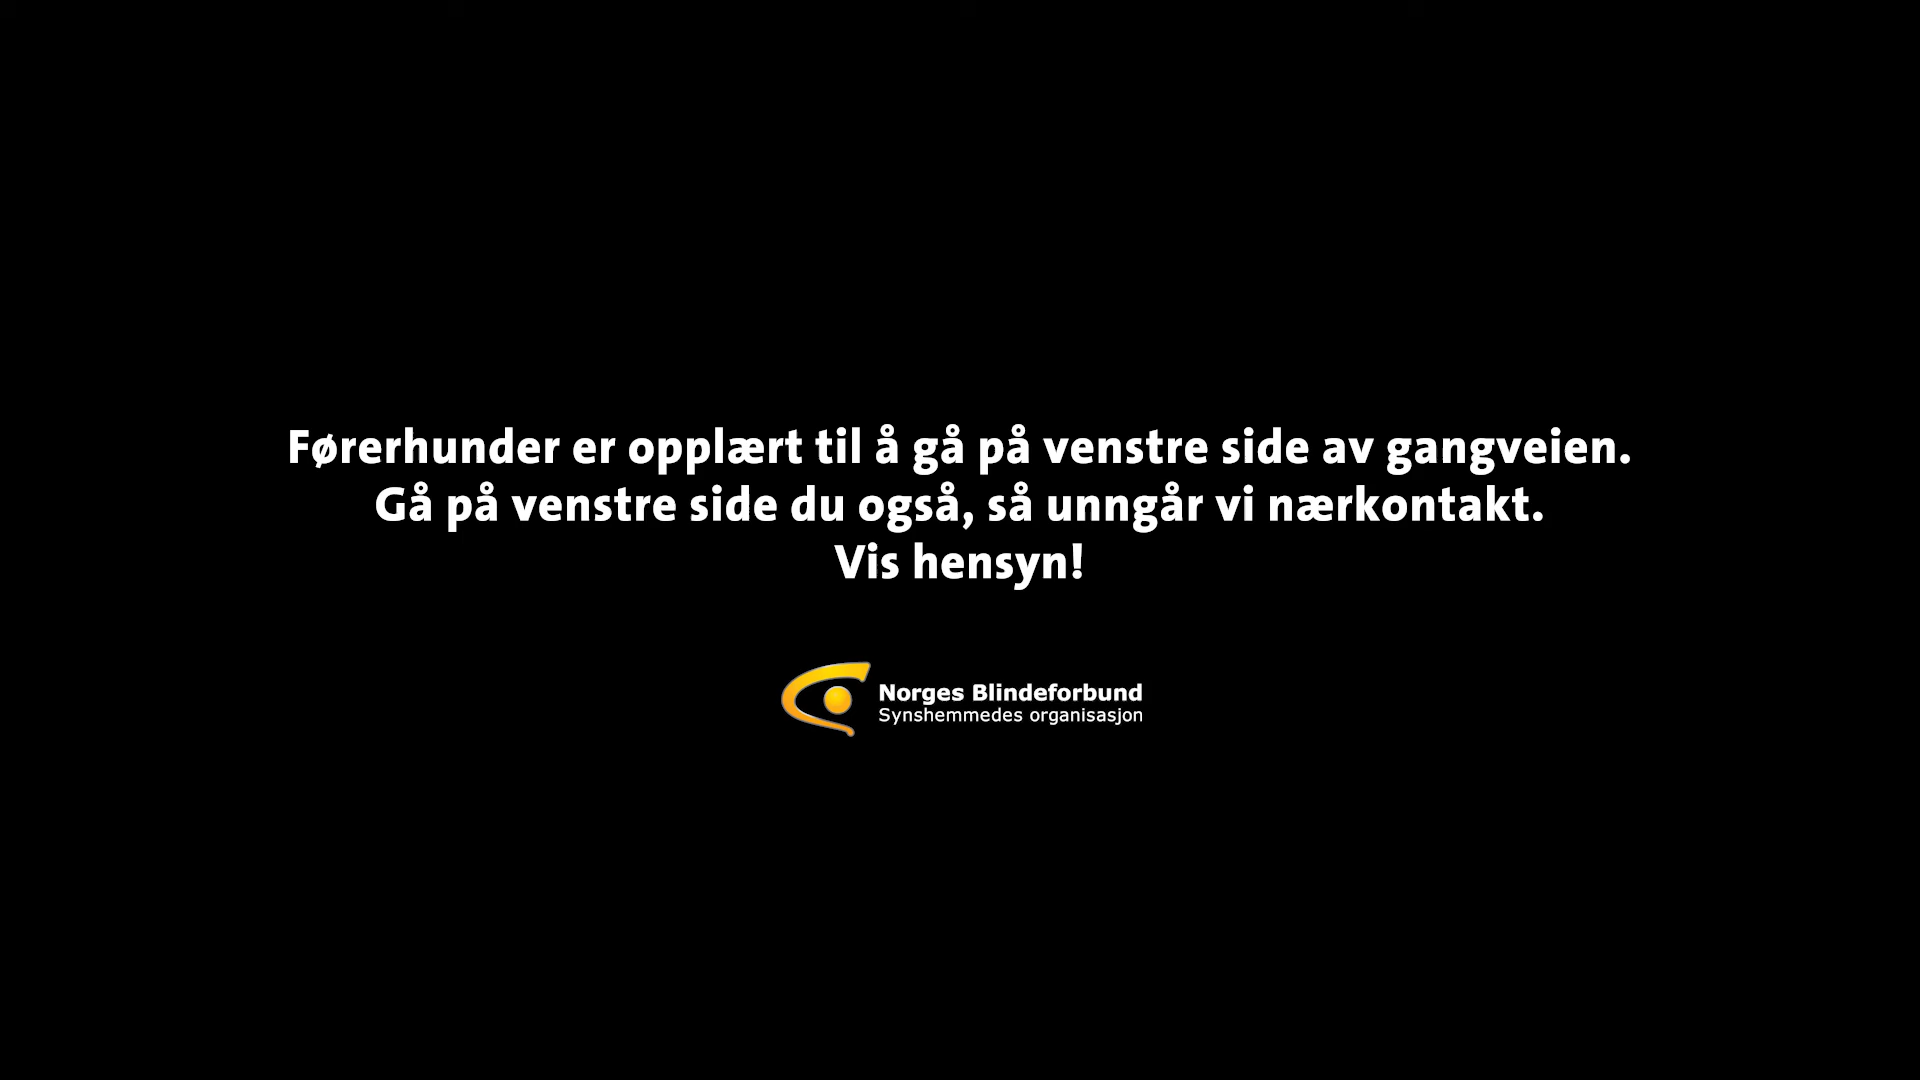 Førerhunder er opplært til å gå på venstre side av gangveien.
Gå på venstre side du også, så unngår vi nærkontakt.
Vis hensyn!
Norges Blindeforbund
Synshemmedes organisasjon